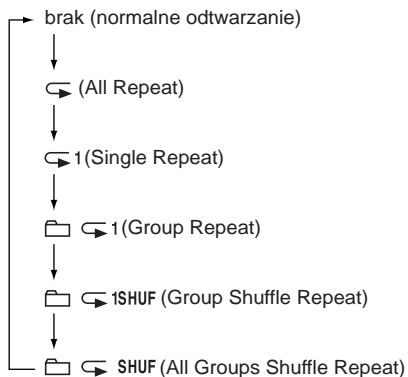 brak (normalne odtwarzanie)
(All Repeat)
1 (Single Repeat)
1 (Group Repeat)
1SHUF (Group Shuffle Repeat)
SHUF (All Groups Shuffle Repeat)